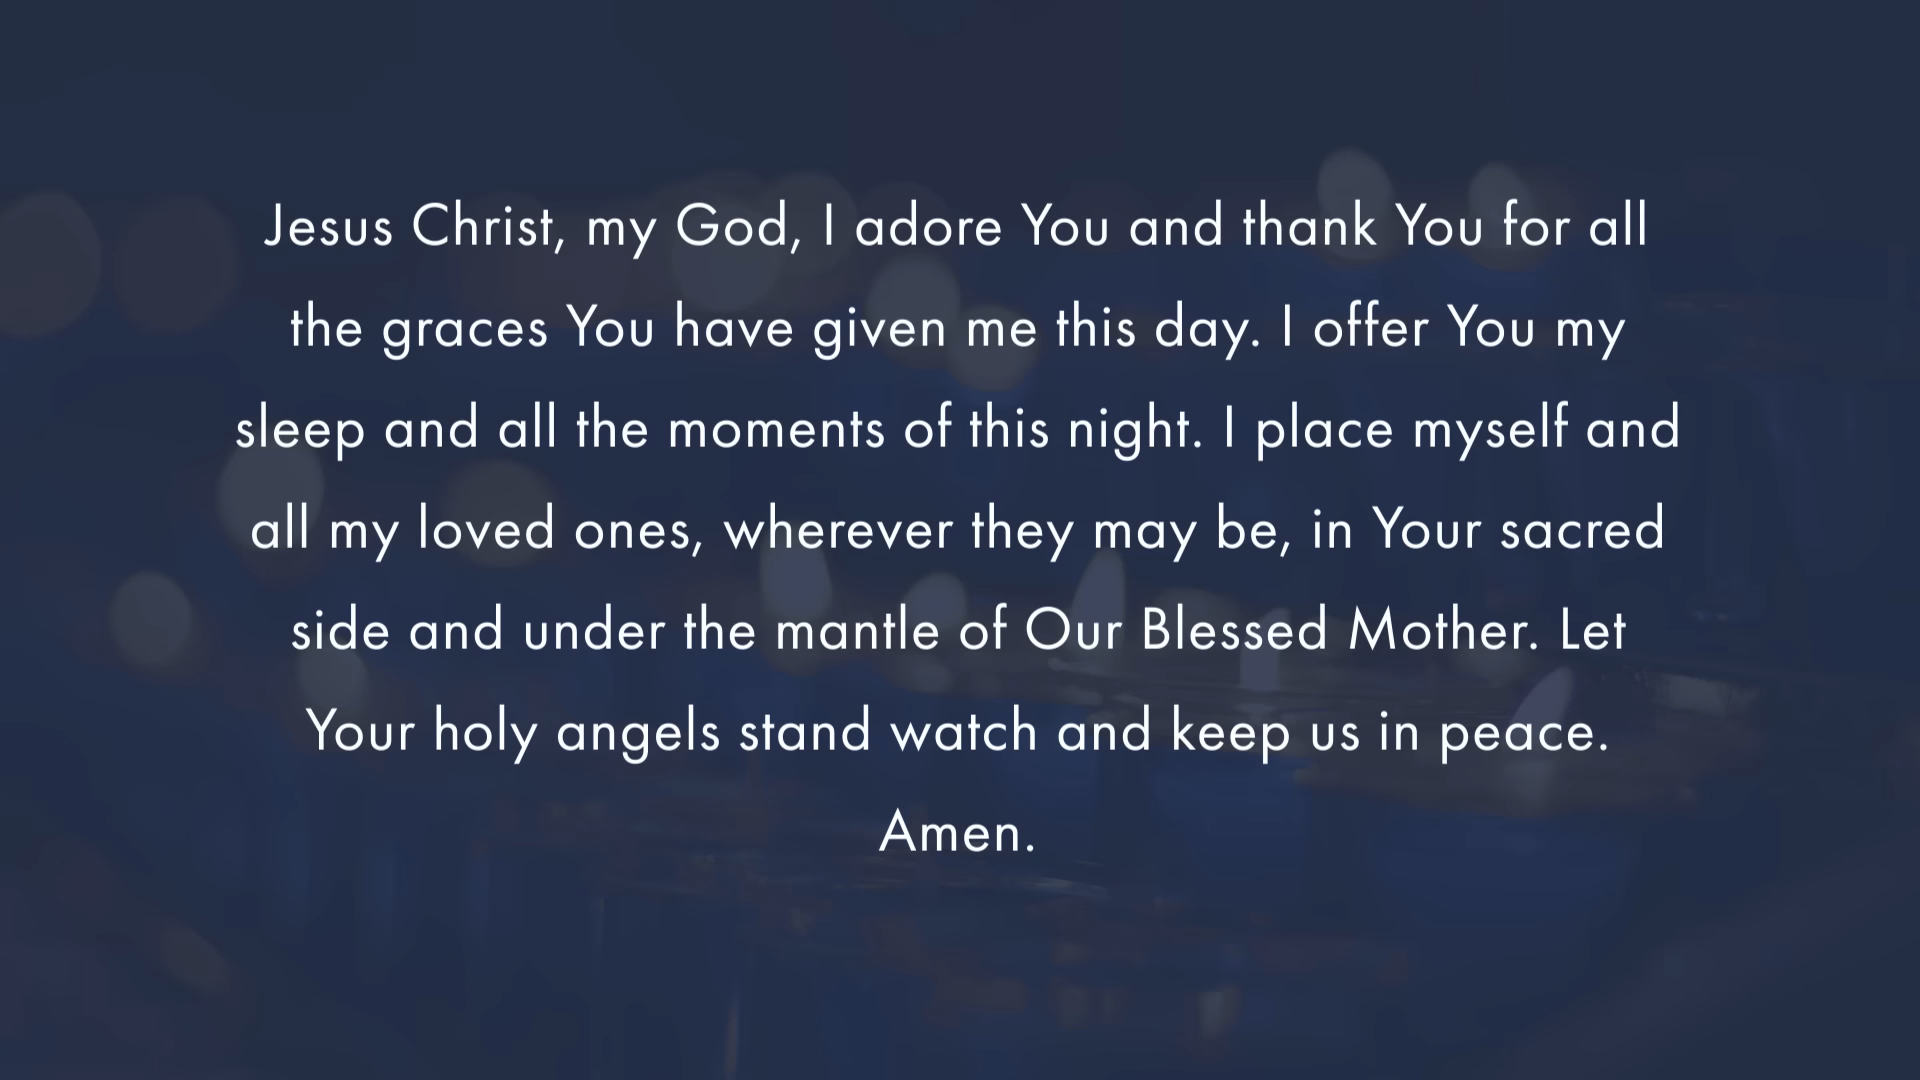 Jesus Christ, my God, I adore You and thank You for all
the graces You have given me this day. I offer You my
sleep and all the moments of this night. I place myself and
all my loved ones, wherever they may be, in Your sacred
side and under the mantle of Our Blessed Mother. Let
Your holy angels stand watch and keep us in peace.
Amen.